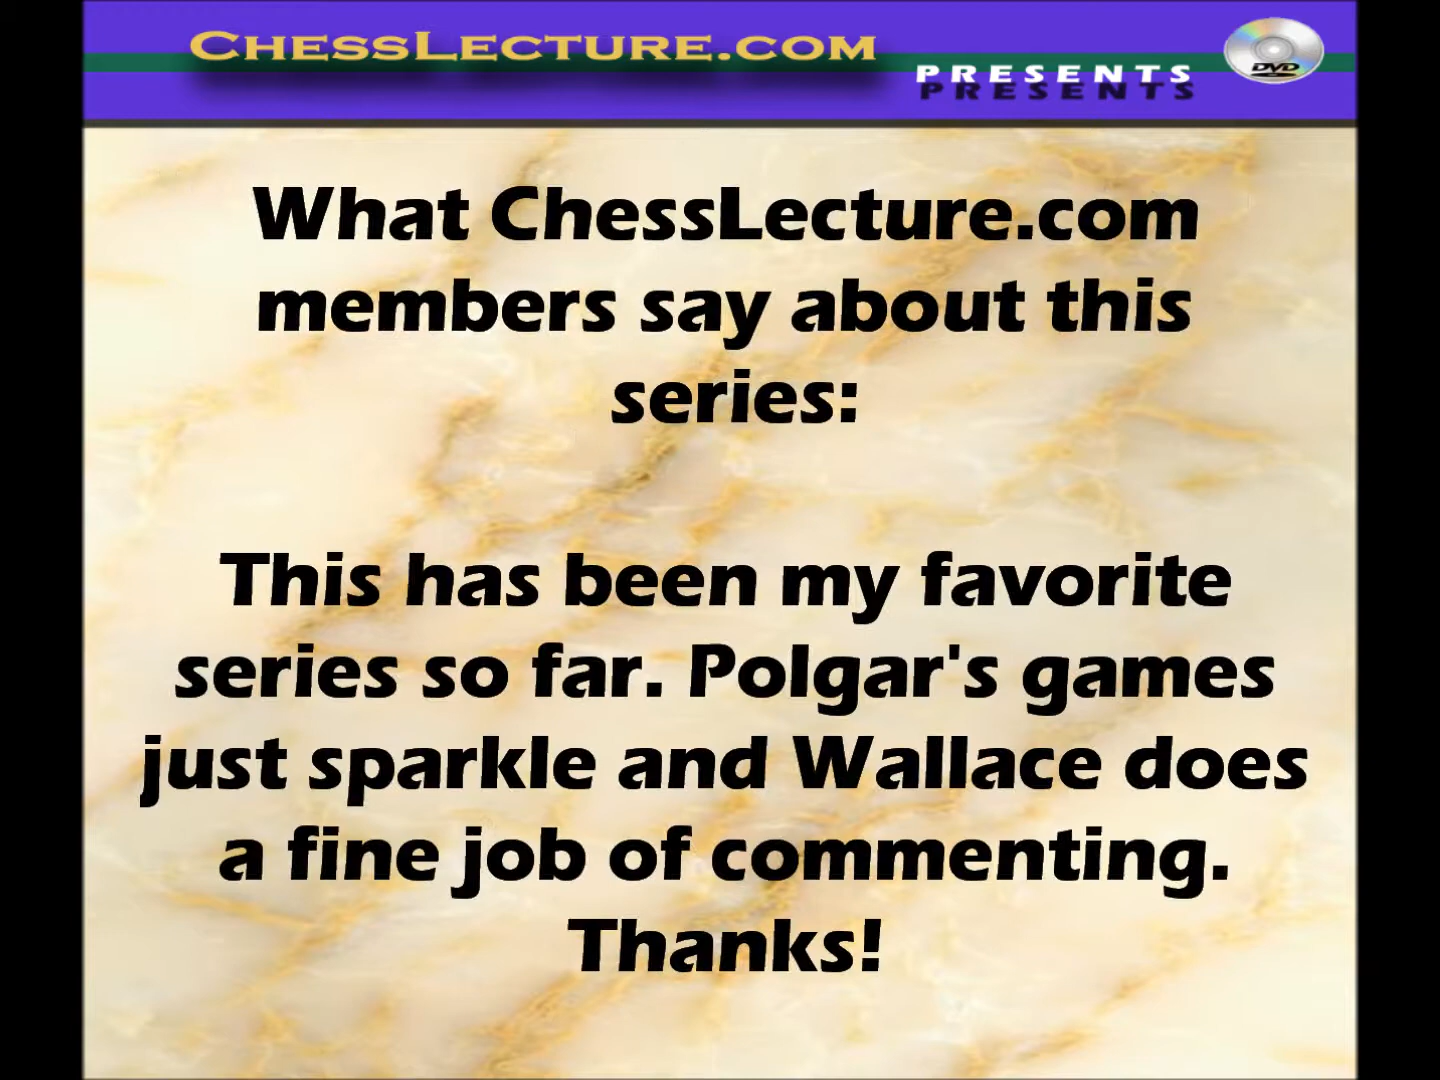 ChessLecture.com
PRESENTS
DVD
What ChessLecture.com
members say about this
series:
This has been my favorite
series so far. Polgar's games
just sparkle and Wallace does
a fine job of commenting.
Thanks!